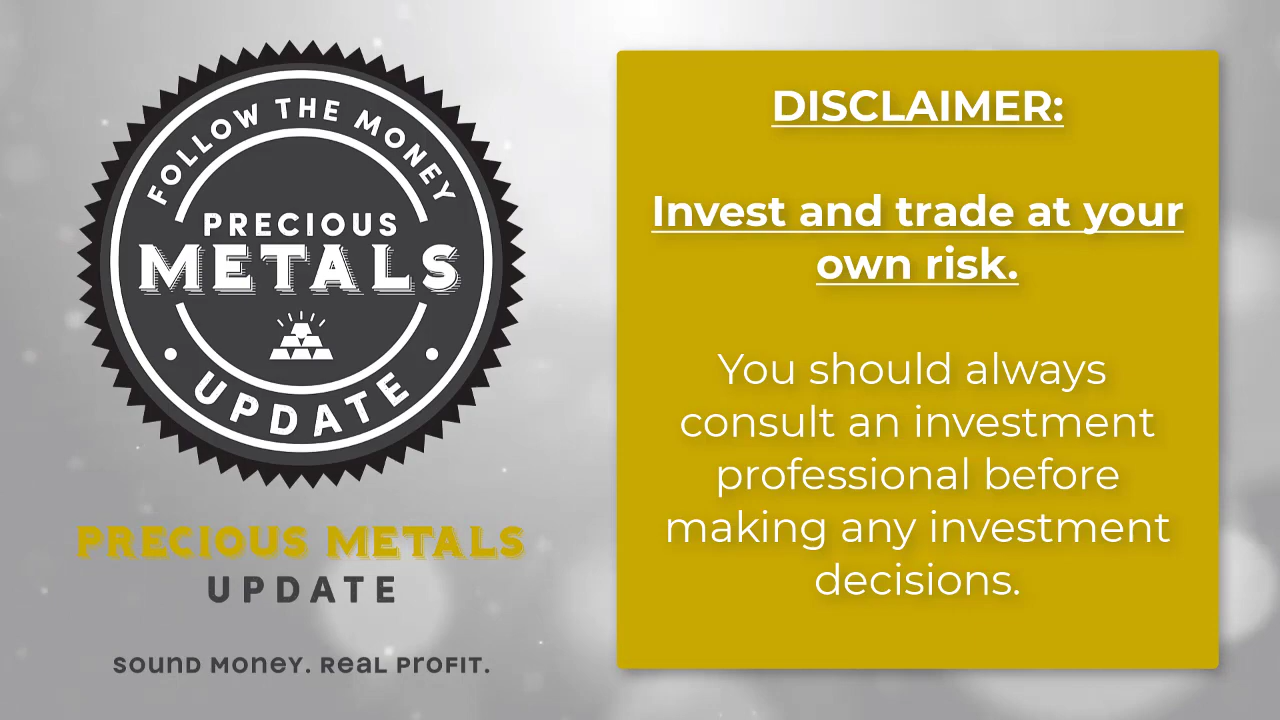 FOLLOW THE MONEY
PRECIOUS
METALS
UPDATE
PRECIOUS METALS
UPDATE
SOUND MONEY. REAL PROFIT.
DISCLAIMER:
Invest and trade at your
own risk.
You should always
consult an investment
professional before
making any investment
decisions.